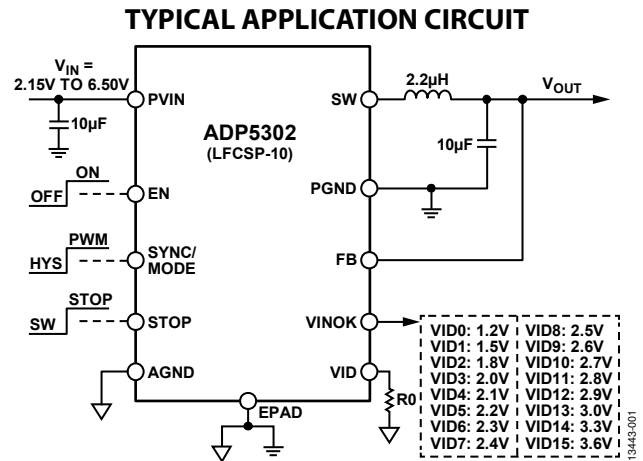 TYPICAL APPLICATION CIRCUIT
VIN =
2.15V TO 6.50V
10µF
PVIN
ADP5302
(LFCSP-10)
SW
2.2µH
VOUT
10µF
ON
OFF
EN
PGND
PWM
HYS
SYNC/
MODE
FB
STOP
SW
STOP
VINOK
AGND
VID
R0
EPAD
VID0: 1.2V
VID1: 1.5V
VID2: 1.8V
VID3: 2.0V
VID4: 2.1V
VID5: 2.2V
VID6: 2.3V
VID7: 2.4V
VID8: 2.5V
VID9: 2.6V
VID10: 2.7V
VID11: 2.8V
VID12: 2.9V
VID13: 3.0V
VID14: 3.3V
VID15: 3.6V
13443-001